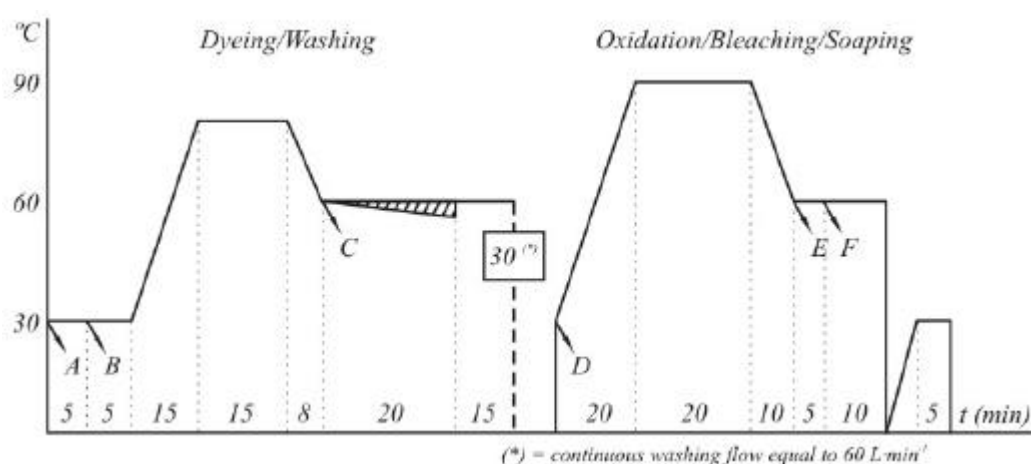 ºC
Dyeing/Washing
Oxidation/Bleaching/Soaping
90
60
C
30 (*)
E F
30
A B
D
5 5 15 15 8 20 15 20 20 10 5 10 5 t (min)
(*) = continuous washing flow equal to 60 L·min⁻¹